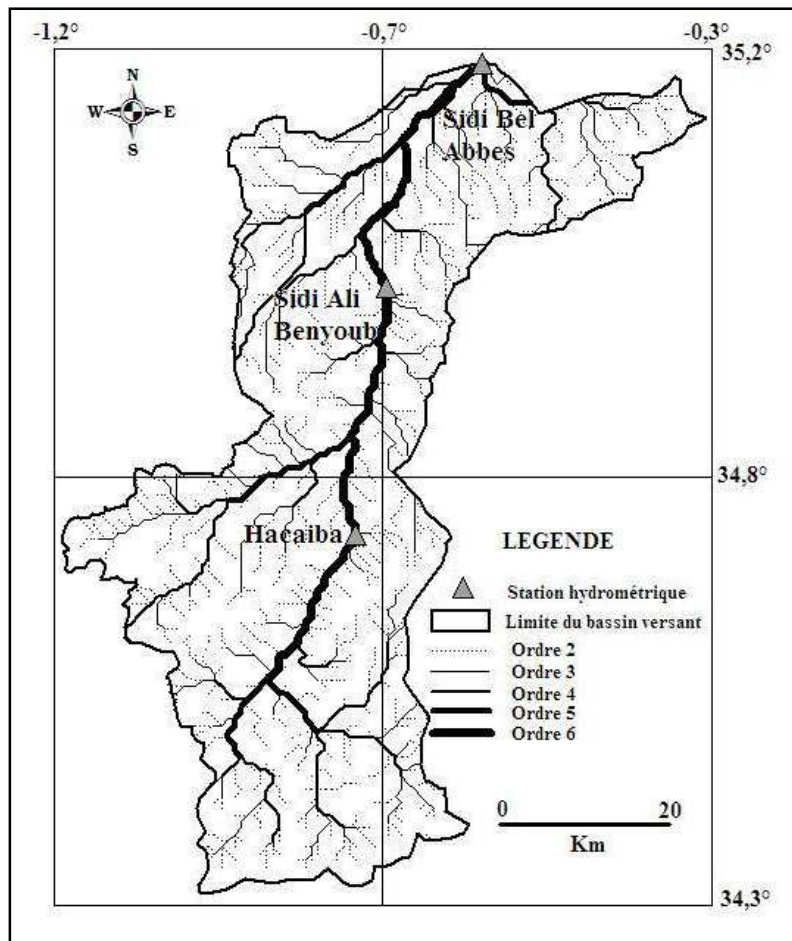 -1,2°
-0,7°
-0,3°
35,2°
N
W
E
S
Sidi Bel
Abbes
Sidi Ali
Benyoub
34,8°
Hacaiba
LEGENDE
Station hydrométrique
Limite du bassin versant
Ordre 2
Ordre 3
Ordre 4
Ordre 5
Ordre 6
0
20
Km
34,3°